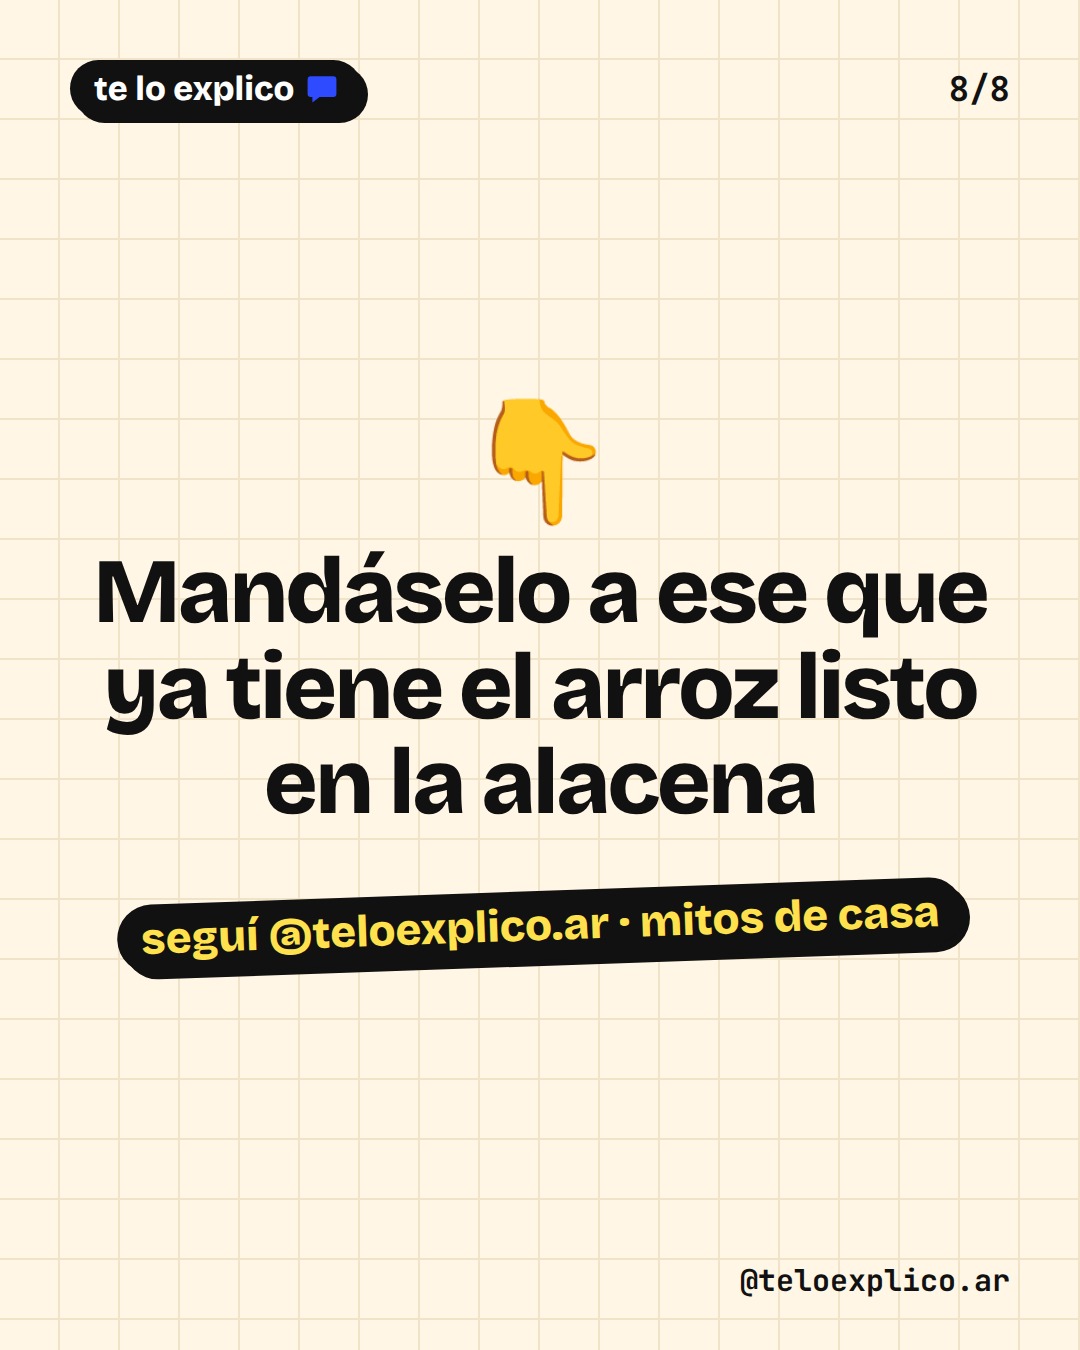 te lo explico
8/8
Mandáselo a ese que
ya tiene el arroz listo
en la alacena
seguí @teloexplico.ar · mitos de casa
@teloexplico.ar